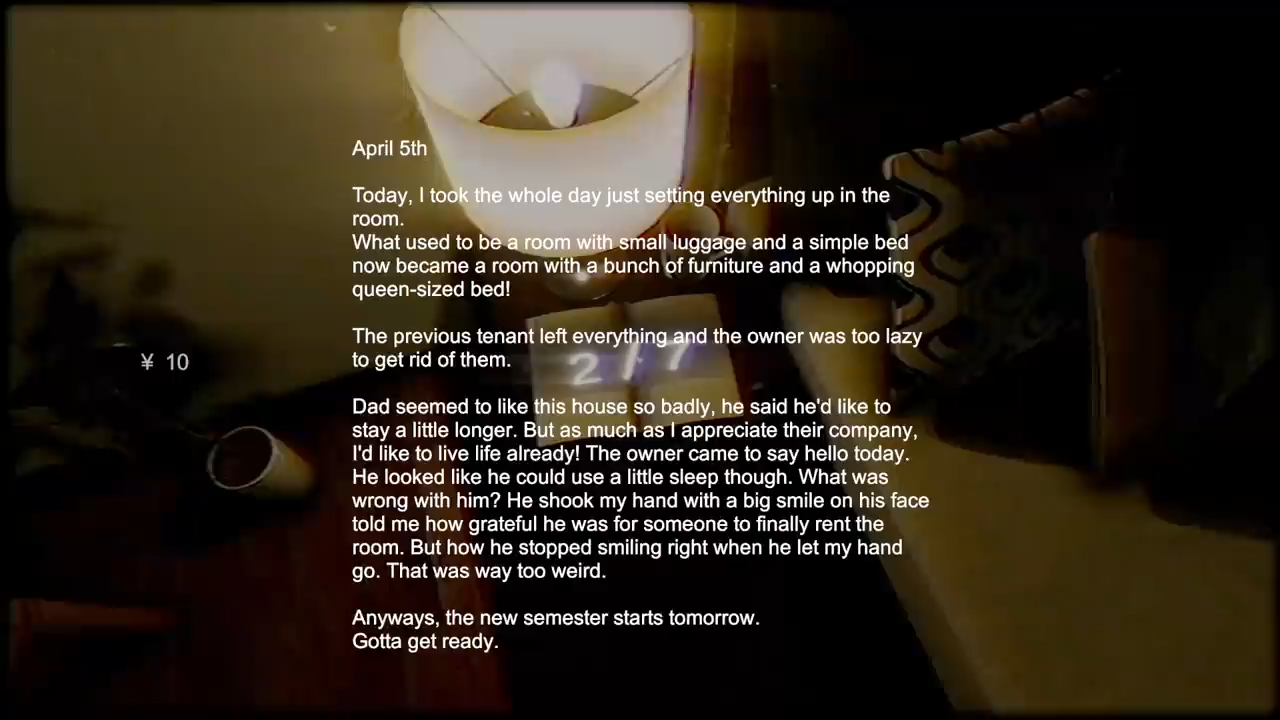 April 5th
Today, I took the whole day just setting everything up in the
room.
What used to be a room with small luggage and a simple bed
now became a room with a bunch of furniture and a whopping
queen-sized bed!
The previous tenant left everything and the owner was too lazy
to get rid of them.
2 / 7
¥ 10
Dad seemed to like this house so badly, he said he'd like to
stay a little longer. But as much as I appreciate their company,
I'd like to live life already! The owner came to say hello today.
He looked like he could use a little sleep though. What was
wrong with him? He shook my hand with a big smile on his face
told me how grateful he was for someone to finally rent the
room. But how he stopped smiling right when he let my hand
go. That was way too weird.
Anyways, the new semester starts tomorrow.
Gotta get ready.